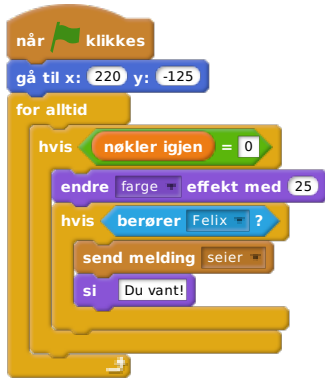 når klikkes
gå til x: 220 y: -125
for alltid
hvis nøkler igjen = 0
endre farge effekt med 25
hvis berører Felix ?
send melding seier
si Du vant!